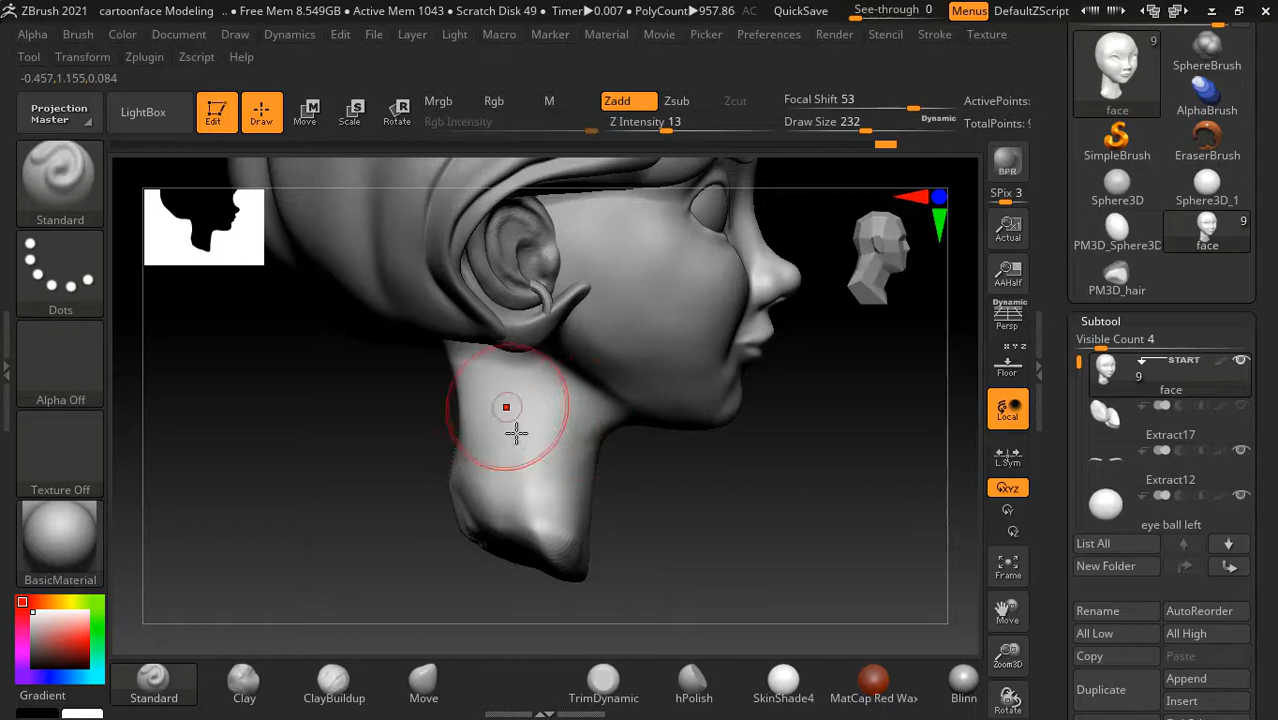 ZBrush 2021 cartoonface Modeling .. • Free Mem 8.549GB • Active Mem 1043 • Scratch Disk 49 • Timer▶0.007 • PolyCount▶957.86 AC QuickSave See-through 0 Menus DefaultZScript
Alpha Brush Color Document Draw Dynamics Edit File Layer Light Macro Marker Material Movie Picker Preferences Render Stencil Stroke Texture
Tool Transform Zplugin Zscript
-0.457,1.155,0.084
Projection Master
LightBox
Edit
Draw
Move
Scale
Rotate
Mrgb Rgb M
Rgb Intensity
Zadd Zsub Zcut
Z Intensity 13
Focal Shift 53
Draw Size 232
Dynamic
ActivePoints:
TotalPoints: 9
Standard
Dots
Alpha Off
Texture Off
BasicMaterial
Gradient
BPR
SPix 3
Actual
AAHalf
Dynamic
Persp
X Y Z
Floor
Local
L.Sym
XYZ
Y
Z
Frame
Move
Zoom3D
Rotate
9
face
SphereBrush
AlphaBrush
SimpleBrush EraserBrush
Sphere3D Sphere3D_1
9
PM3D_Sphere3D face
PM3D_hair
Subtool
Visible Count 4
START
9
face
Extract17
Extract12
eye ball left
List All
New Folder
Rename AutoReorder
All Low All High
Copy Paste
Duplicate Append
Insert
Standard Clay ClayBuildup Move TrimDynamic hPolish SkinShade4 MatCap Red Wax Blinn